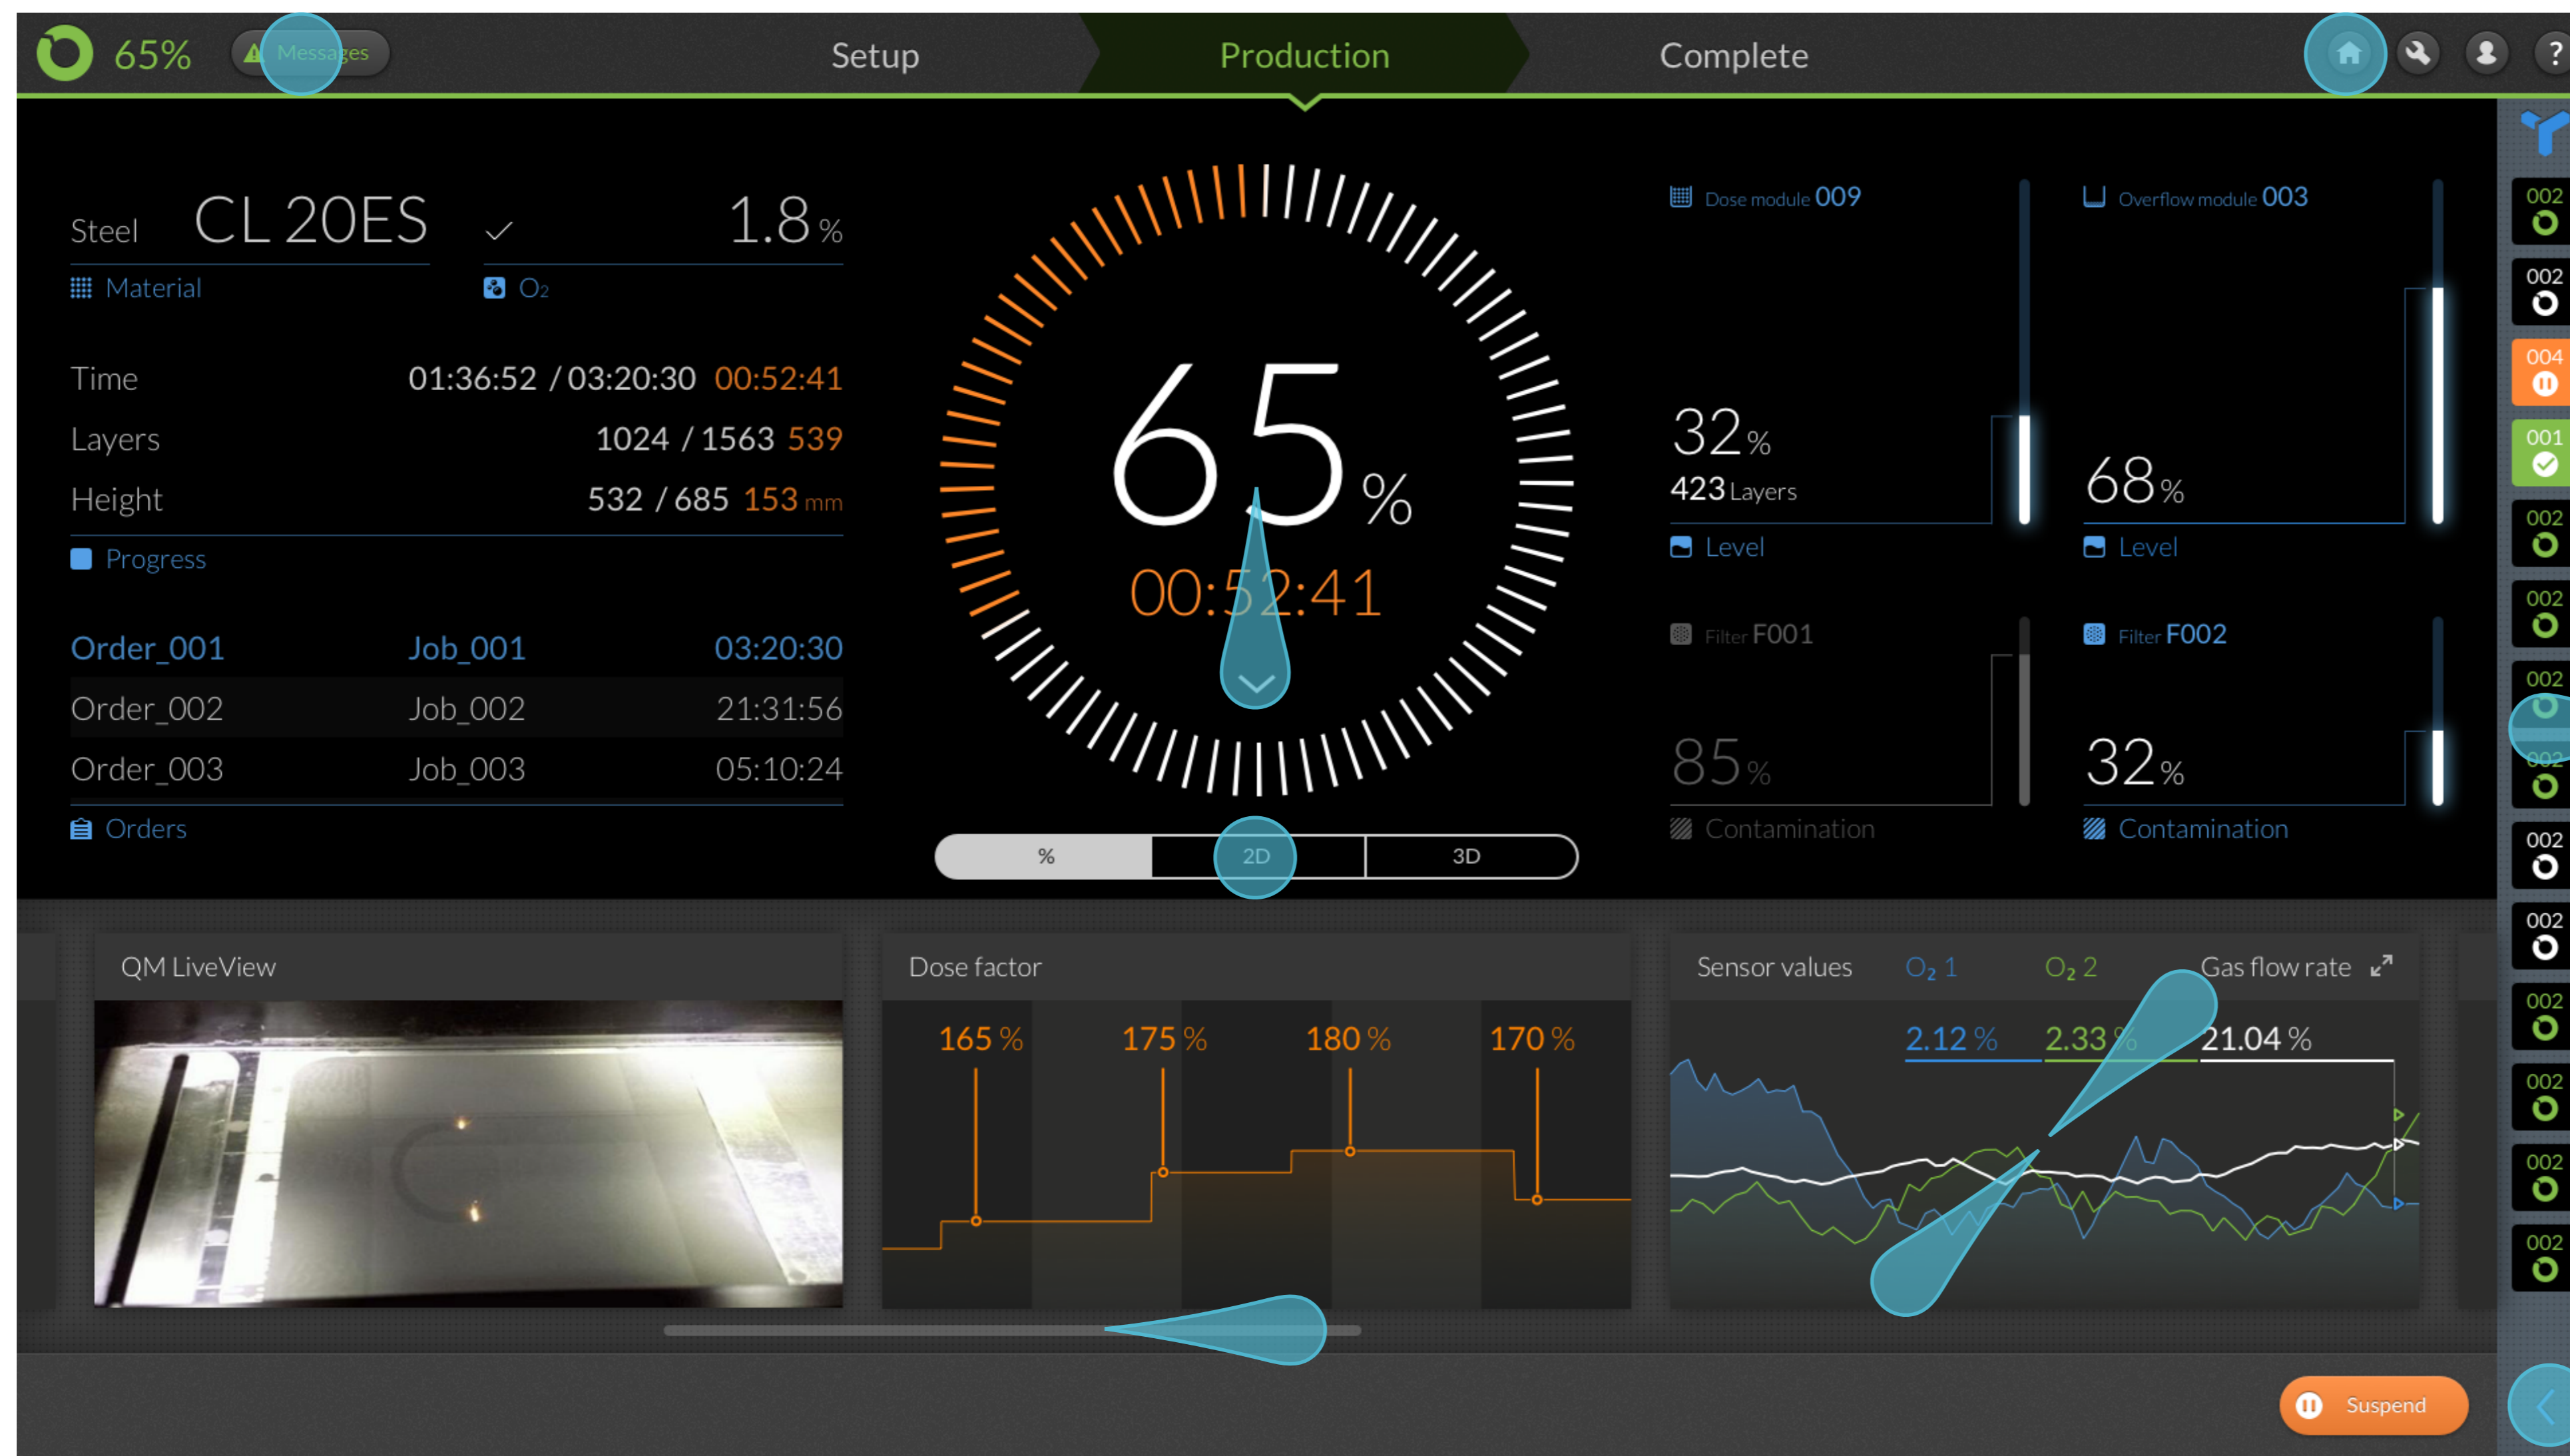 65% Messages Setup Production Complete ?
Steel CL 20ES 1.8 %
Material O2
Time 01:36:52 / 03:20:30 00:52:41
Layers 1024 / 1563 539
Height 532 / 685 153 mm
Progress
Order_001 Job_001 03:20:30
Order_002 Job_002 21:31:56
Order_003 Job_003 05:10:24
Orders
65 %
00:52:41
% 2D 3D
Dose module 009
32 %
423 Layers
Level
Overflow module 003
68 %
Level
Filter F001
85 %
Contamination
Filter F002
32 %
Contamination
002
002
004
001
002
002
002
002
002
002
002
002
002
002
QM LiveView
Dose factor
165 % 175 % 180 % 170 %
Sensor values O₂ 1 O₂ 2 Gas flow rate
2.12 % 2.33 % 21.04 %
Suspend